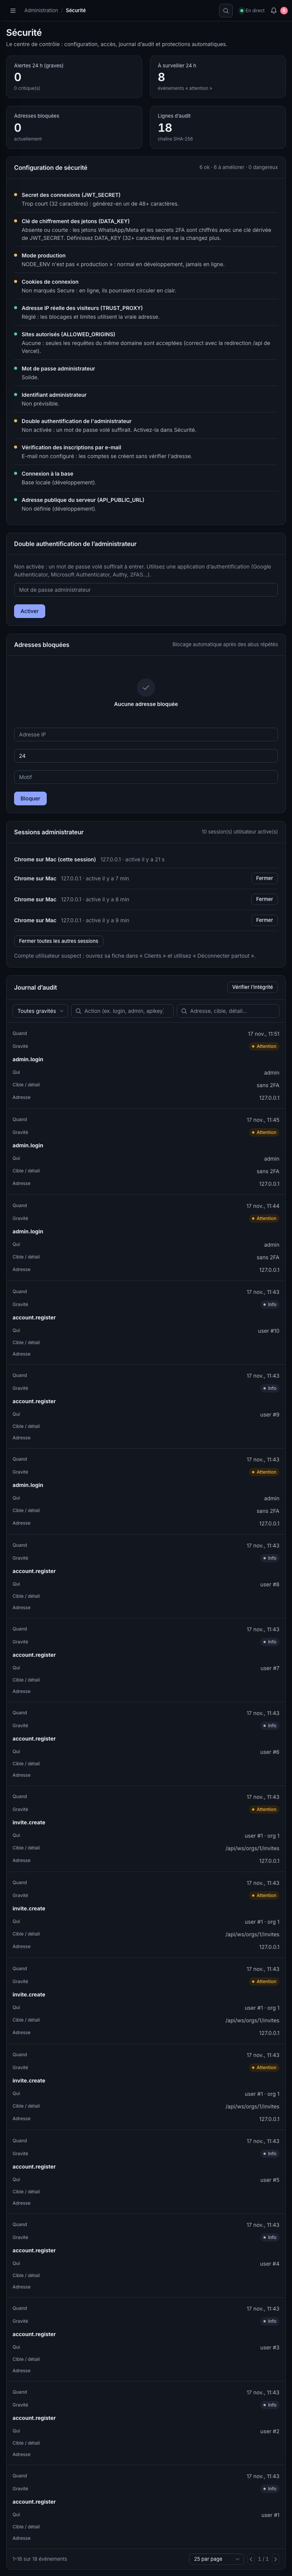 Administration / Sécurité
En direct
Sécurité
Le centre de contrôle : configuration, accès, journal d'audit et protections automatiques.
Alertes 24 h (graves)
0
0 critique(s)
À surveiller 24 h
8
événements « attention »
Adresses bloquées
0
actuellement
Lignes d'audit
18
chaîne SHA-256
Configuration de sécurité
6 ok · 6 à améliorer · 0 dangereux
Secret des connexions (JWT_SECRET)
Trop court (32 caractères) : générez-en un de 48+ caractères.
Clé de chiffrement des jetons (DATA_KEY)
Absente ou courte : les jetons WhatsApp/Meta et les secrets 2FA sont chiffrés avec une clé dérivée
de JWT_SECRET. Définissez DATA_KEY (32+ caractères) et ne la changez plus.
Mode production
NODE_ENV n'est pas « production » : normal en développement, jamais en ligne.
Cookies de connexion
Non marqués Secure : en ligne, ils pourraient circuler en clair.
Adresse IP réelle des visiteurs (TRUST_PROXY)
Réglé : les blocages et limites utilisent la vraie adresse.
Sites autorisés (ALLOWED_ORIGINS)
Aucune : seules les requêtes du même domaine sont acceptées (correct avec la redirection /api de
Vercel).
Mot de passe administrateur
Solide.
Identifiant administrateur
Non prévisible.
Double authentification de l'administrateur
Non activée : un mot de passe volé suffirait. Activez-la dans Sécurité.
Vérification des inscriptions par e-mail
E-mail non configuré : les comptes se créent sans vérifier l'adresse.
Connexion à la base
Base locale (développement).
Adresse publique du serveur (API_PUBLIC_URL)
Non définie (développement).
Double authentification de l'administrateur
Non activée : un mot de passe volé suffirait à entrer. Utilisez une application d'authentification (Google
Authenticator, Microsoft Authenticator, Authy, 2FAS…).
Mot de passe administrateur
Activer
Adresses bloquées
Blocage automatique après des abus répétés
Aucune adresse bloquée
Adresse IP
24
Motif
Bloquer
Sessions administrateur
10 session(s) utilisateur active(s)
Chrome sur Mac (cette session) 127.0.0.1 · active il y a 21 s
Chrome sur Mac 127.0.0.1 · active il y a 7 min Fermer
Chrome sur Mac 127.0.0.1 · active il y a 8 min Fermer
Chrome sur Mac 127.0.0.1 · active il y a 9 min Fermer
Fermer toutes les autres sessions
Compte utilisateur suspect : ouvrez sa fiche dans « Clients » et utilisez « Déconnecter partout ».
Journal d'audit
Vérifier l'intégrité
Toutes gravités
Action (ex. login, admin, apikey)
Adresse, cible, détail…
Quand 17 nov., 11:51
Gravité Attention
admin.login
Qui admin
Cible / détail sans 2FA
Adresse 127.0.0.1
Quand 17 nov., 11:45
Gravité Attention
admin.login
Qui admin
Cible / détail sans 2FA
Adresse 127.0.0.1
Quand 17 nov., 11:44
Gravité Attention
admin.login
Qui admin
Cible / détail sans 2FA
Adresse 127.0.0.1
Quand 17 nov., 11:43
Gravité Info
account.register
Qui user #10
Cible / détail
Adresse
Quand 17 nov., 11:43
Gravité Info
account.register
Qui user #9
Cible / détail
Adresse
Quand 17 nov., 11:43
Gravité Attention
admin.login
Qui admin
Cible / détail sans 2FA
Adresse 127.0.0.1
Quand 17 nov., 11:43
Gravité Info
account.register
Qui user #8
Cible / détail
Adresse
Quand 17 nov., 11:43
Gravité Info
account.register
Qui user #7
Cible / détail
Adresse
Quand 17 nov., 11:43
Gravité Info
account.register
Qui user #6
Cible / détail
Adresse
Quand 17 nov., 11:43
Gravité Attention
invite.create
Qui user #1 · org 1
Cible / détail /api/ws/orgs/1/invites
Adresse 127.0.0.1
Quand 17 nov., 11:43
Gravité Attention
invite.create
Qui user #1 · org 1
Cible / détail /api/ws/orgs/1/invites
Adresse 127.0.0.1
Quand 17 nov., 11:43
Gravité Attention
invite.create
Qui user #1 · org 1
Cible / détail /api/ws/orgs/1/invites
Adresse 127.0.0.1
Quand 17 nov., 11:43
Gravité Attention
invite.create
Qui user #1 · org 1
Cible / détail /api/ws/orgs/1/invites
Adresse 127.0.0.1
Quand 17 nov., 11:43
Gravité Info
account.register
Qui user #5
Cible / détail
Adresse
Quand 17 nov., 11:43
Gravité Info
account.register
Qui user #4
Cible / détail
Adresse
Quand 17 nov., 11:43
Gravité Info
account.register
Qui user #3
Cible / détail
Adresse
Quand 17 nov., 11:43
Gravité Info
account.register
Qui user #2
Cible / détail
Adresse
Quand 17 nov., 11:43
Gravité Info
account.register
Qui user #1
Cible / détail
Adresse
1–18 sur 18 événements
25 par page
1 / 1